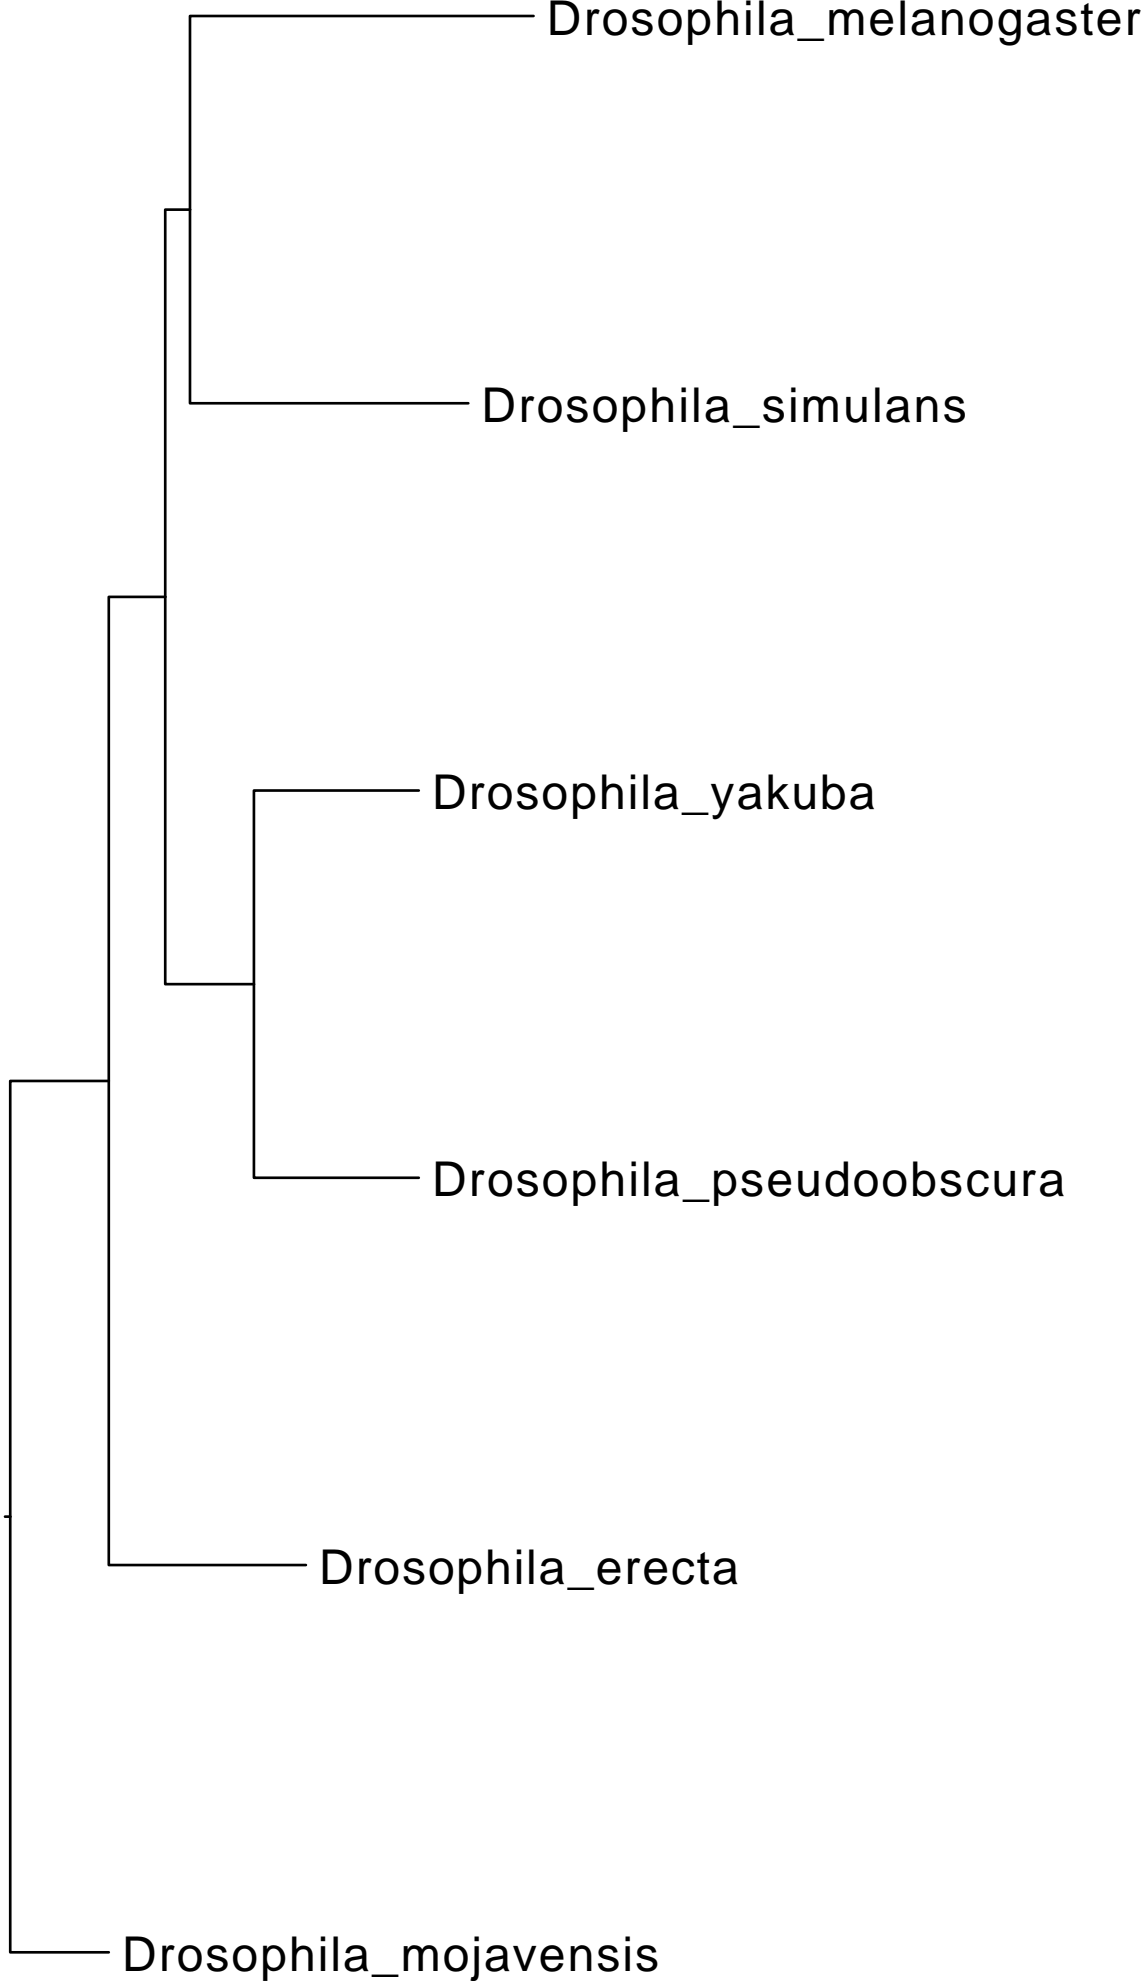 Drosophila_melanogaster
Drosophila_simulans
Drosophila_yakuba
Drosophila_pseudoobscura
Drosophila_erecta
Drosophila_mojavensis